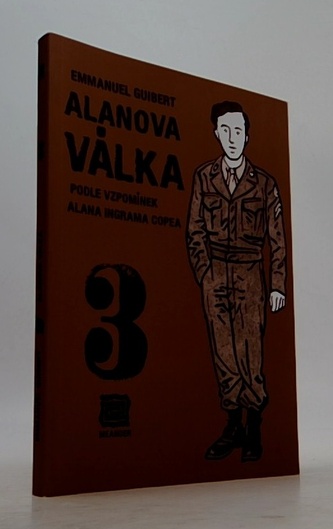 EMMANUEL GUIBERT
ALANOVA
VÁLKA
PODLE VZPOMÍNEK
ALANA INGRAMA COPEA
3